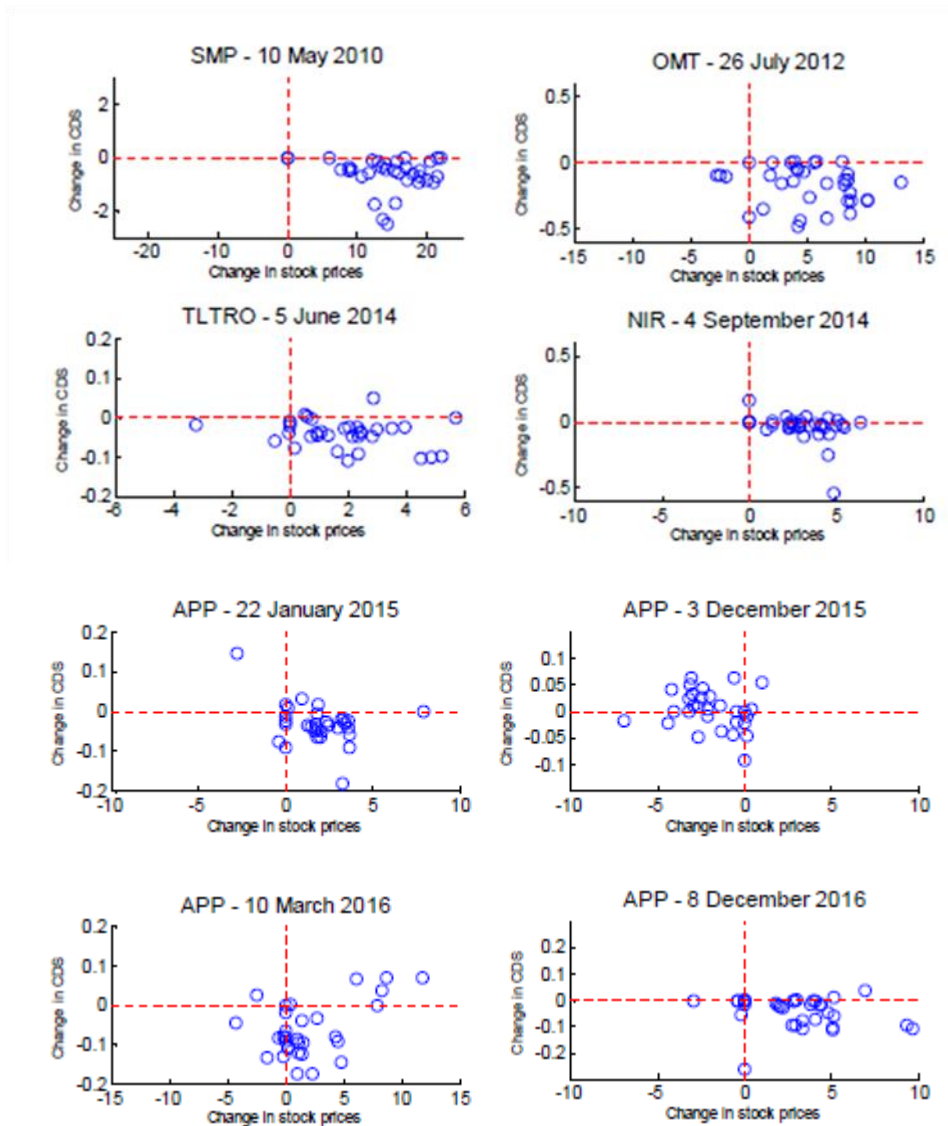 SMP - 10 May 2010
Change in CDS
2
0
-2
-20 -10 0 10 20
Change in stock prices
OMT - 26 July 2012
Change in CDS
0.5
0
-0.5
-15 -10 -5 0 5 10 15
Change in stock prices
TLTRO - 5 June 2014
Change in CDS
0.2
0.1
0
-0.1
-0.2
-6 -4 -2 0 2 4 6
Change in stock prices
NIR - 4 September 2014
Change in CDS
0.5
0
-0.5
-10 -5 0 5 10
Change in stock prices
APP - 22 January 2015
Change in CDS
0.2
0.1
0
-0.1
-0.2
-10 -5 0 5 10
Change in stock prices
APP - 3 December 2015
Change in CDS
0.1
0.05
0
-0.05
-0.1
-10 -5 0 5 10
Change in stock prices
APP - 10 March 2016
Change in CDS
0.2
0.1
0
-0.1
-0.2
-15 -10 -5 0 5 10 15
Change in stock prices
APP - 8 December 2016
Change in CDS
0.2
0.1
0
-0.1
-0.2
-10 -5 0 5 10
Change in stock prices